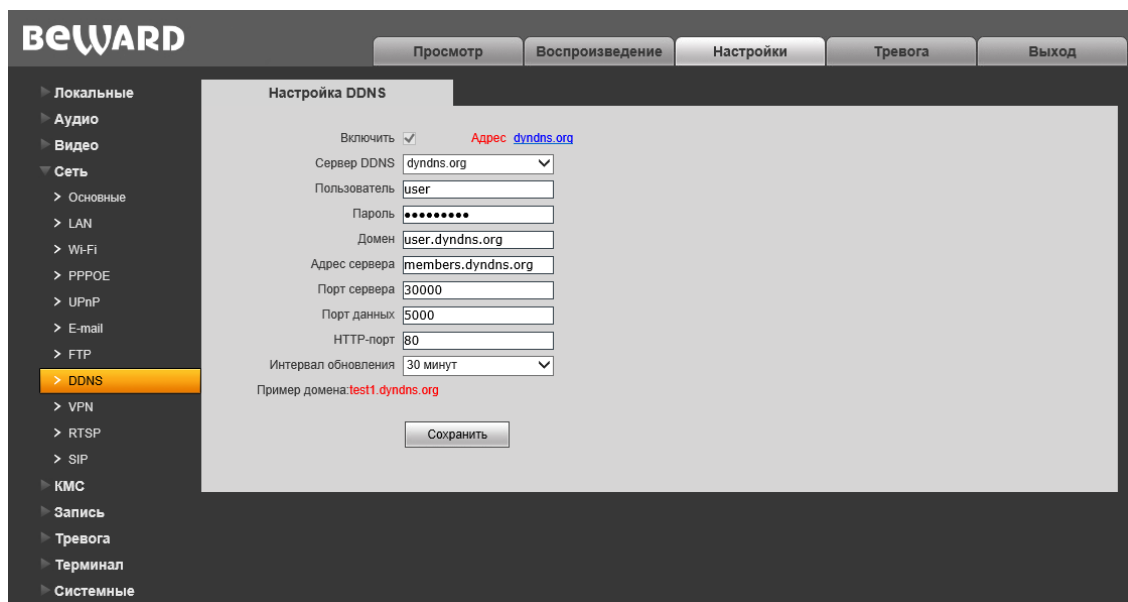 BEWARD
Просмотр Воспроизведение Настройки Тревога Выход
Локальные
Аудио
Видео
Сеть
> Основные
> LAN
> Wi-Fi
> PPPOE
> UPnP
> E-mail
> FTP
> DDNS
> VPN
> RTSP
> SIP
КМС
Запись
Тревога
Терминал
Системные
Настройка DDNS
Включить Адрес dyndns.org
Сервер DDNS dyndns.org
Пользователь user
Пароль ●●●●●●●●●
Домен user.dyndns.org
Адрес сервера members.dyndns.org
Порт сервера 30000
Порт данных 5000
HTTP-порт 80
Интервал обновления 30 минут
Пример домена:test1.dyndns.org
Сохранить